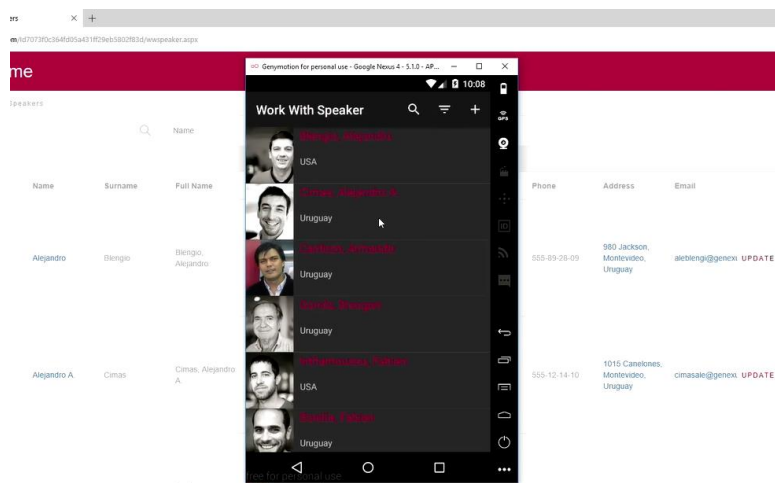 ers × +
m/Id7073f0c364fd05a431ff29eb5802f83d/wwspeaker.aspx
me
Genymotion for personal use - Google Nexus 4 - 5.1.0 - AP...
10:08
Work With Speaker
GPS
Speakers
Name
Name Surname Full Name Phone Address Email
Blengio, Alejandro
USA
Cimas, Alejandro A
Uruguay
Uruguay
Uruguay
USA
Uruguay
ID
Alejandro Blengio Blengio, Alejandro 555-89-28-09 980 Jackson, Montevideo, Uruguay aleblengi@genexu UPDATE
Alejandro A Cimas Cimas, Alejandro A 555-12-14-10 1015 Canelones, Montevideo, Uruguay cimasale@genexu UPDATE
free for personal use